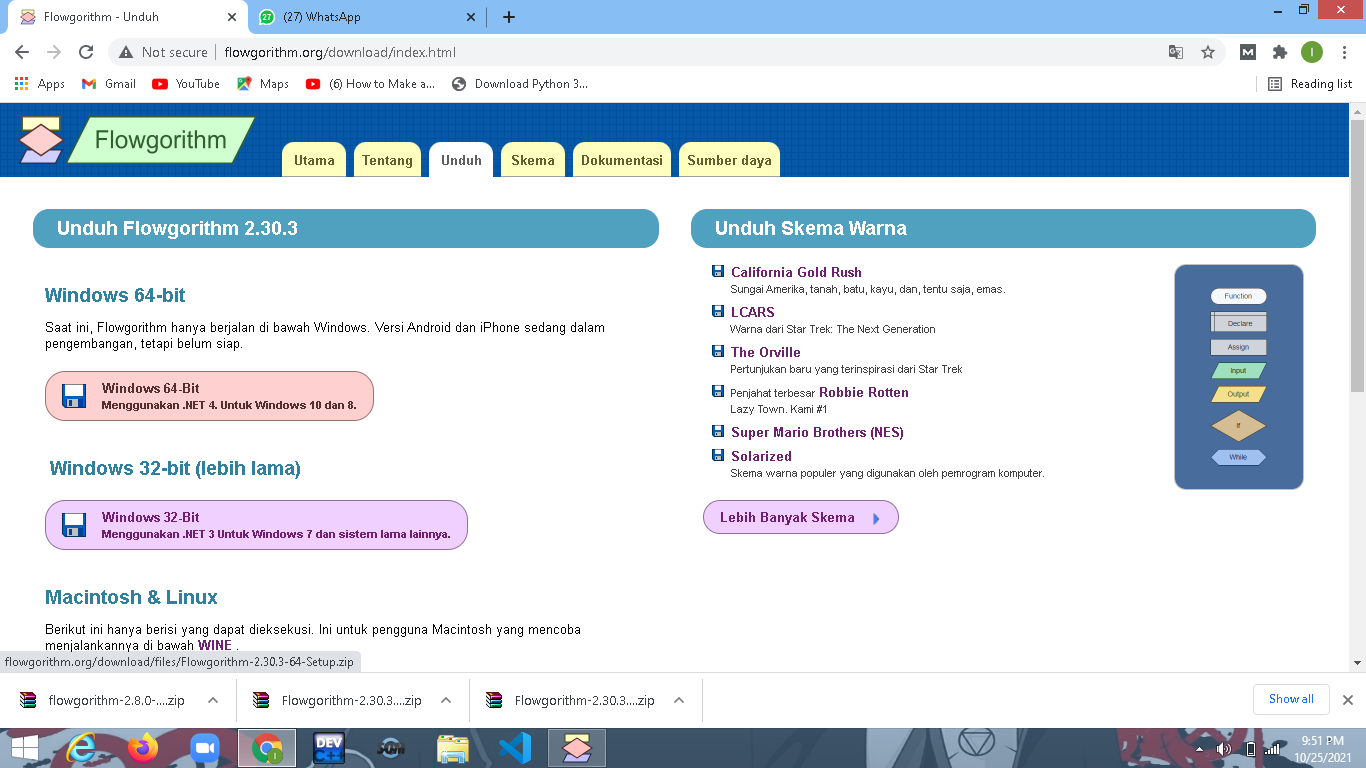 Flowgorithm - Unduh
(27) WhatsApp
Not secure
flowgorithm.org/download/index.html
Apps
Gmail
YouTube
Maps
(6) How to Make a...
Download Python 3...
Reading list
Flowgorithm
Utama
Tentang
Unduh
Skema
Dokumentasi
Sumber daya
Unduh Flowgorithm 2.30.3
Windows 64-bit
Saat ini, Flowgorithm hanya berjalan di bawah Windows. Versi Android dan iPhone sedang dalam
pengembangan, tetapi belum siap.
Windows 64-Bit
Menggunakan .NET 4. Untuk Windows 10 dan 8.
Windows 32-bit (lebih lama)
Windows 32-Bit
Menggunakan .NET 3 Untuk Windows 7 dan sistem lama lainnya.
Macintosh & Linux
Berikut ini hanya berisi yang dapat dieksekusi. Ini untuk pengguna Macintosh yang mencoba
menjalankannya di bawah WINE .
Unduh Skema Warna
California Gold Rush
Sungai Amerika, tanah, batu, kayu, dan, tentu saja, emas.
LCARS
Warna dari Star Trek: The Next Generation
The Orville
Pertunjukan baru yang terinspirasi dari Star Trek
Penjahat terbesar Robbie Rotten
Lazy Town. Kami #1
Super Mario Brothers (NES)
Solarized
Skema warna populer yang digunakan oleh pemrogram komputer.
Lebih Banyak Skema
Function
Declare
Assign
Input
Output
If
While
flowgorithm.org/download/files/Flowgorithm-2.30.3-64-Setup.zip
flowgorithm-2.8.0-....zip
Flowgorithm-2.30.3....zip
Flowgorithm-2.30.3....zip
Show all
DEV
C++
9:51 PM
10/25/2021